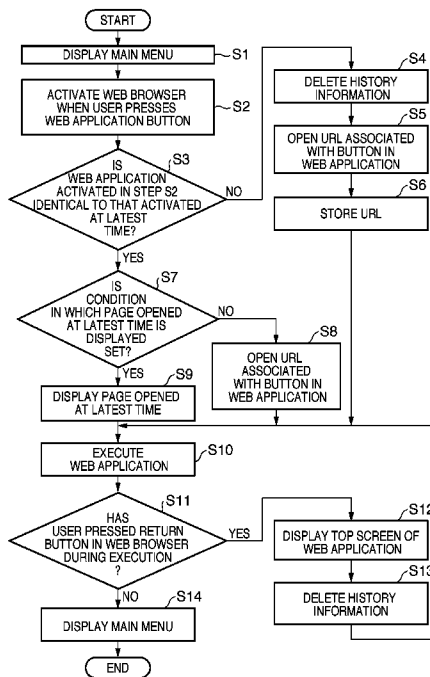 START
DISPLAY MAIN MENU
S1
ACTIVATE WEB BROWSER
WHEN USER PRESSES
WEB APPLICATION BUTTON
S2
IS
WEB APPLICATION
ACTIVATED IN STEP S2
IDENTICAL TO THAT ACTIVATED
AT LATEST
TIME?
S3
NO
YES
DELETE HISTORY
INFORMATION
S4
OPEN URL ASSOCIATED
WITH BUTTON IN
WEB APPLICATION
S5
STORE URL
S6
IS
CONDITION
IN WHICH PAGE OPENED
AT LATEST TIME IS
DISPLAYED
SET?
S7
NO
YES
OPEN URL
ASSOCIATED
WITH BUTTON IN
WEB APPLICATION
S8
DISPLAY PAGE OPENED
AT LATEST TIME
S9
EXECUTE
WEB APPLICATION
S10
HAS
USER PRESSED RETURN
BUTTON IN WEB BROWSER
DURING EXECUTION
?
S11
YES
NO
DISPLAY TOP SCREEN OF
WEB APPLICATION
S12
DELETE HISTORY
INFORMATION
S13
DISPLAY MAIN MENU
S14
END